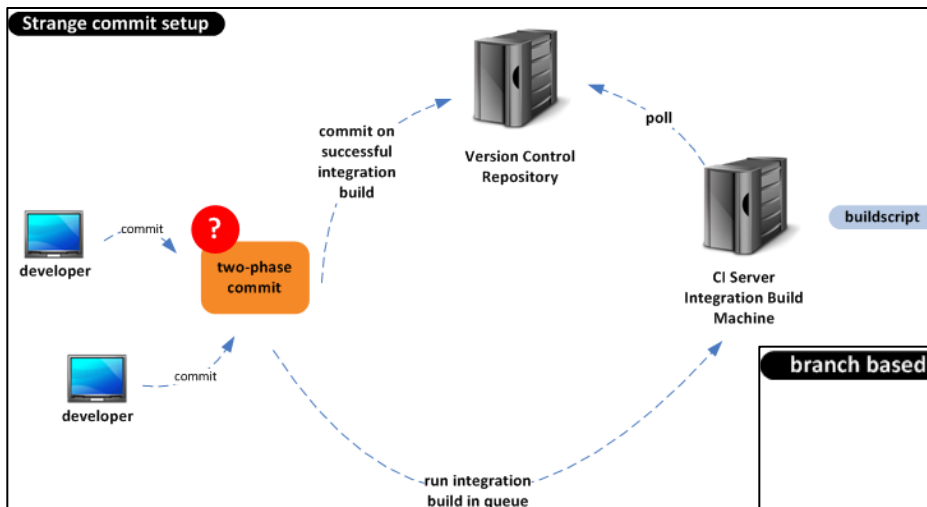 Strange commit setup
commit on
successful
integration
build
Version Control
Repository
poll
buildscript
commit
developer
?
two-phase
commit
CI Server
Integration Build
Machine
commit
developer
branch based
run integration
build in queue